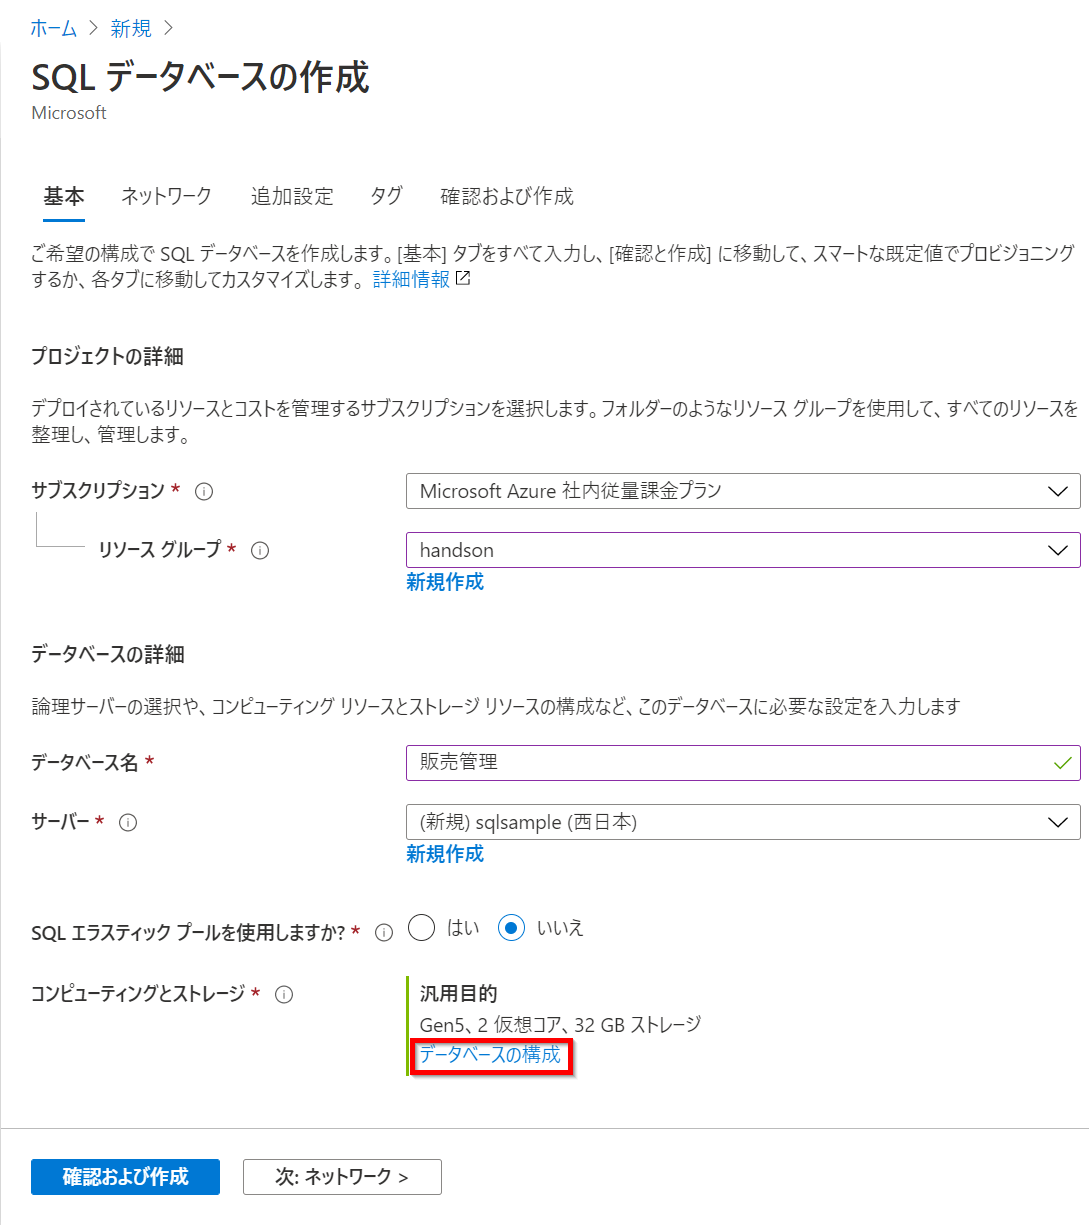 ホーム > 新規 >
SQL データベースの作成
Microsoft
基本 ネットワーク 追加設定 タグ 確認および作成
ご希望の構成で SQL データベースを作成します。[基本] タブをすべて入力し、[確認と作成] に移動して、スマートな既定値でプロビジョニング
するか、各タブに移動してカスタマイズします。 詳細情報
プロジェクトの詳細
デプロイされているリソースとコストを管理するサブスクリプションを選択します。フォルダーのようなリソース グループを使用して、すべてのリソースを
整理し、管理します。
サブスクリプション * Microsoft Azure 社内従量課金プラン
リソース グループ * handson
新規作成
データベースの詳細
論理サーバーの選択や、コンピューティング リソースとストレージ リソースの構成など、このデータベースに必要な設定を入力します
データベース名 * 販売管理
サーバー * (新規) sqlsample (西日本)
新規作成
SQL エラスティック プールを使用しますか? * はい いいえ
コンピューティングとストレージ * 汎用目的
Gen5、2 仮想コア、32 GB ストレージ
データベースの構成
確認および作成 次: ネットワーク >